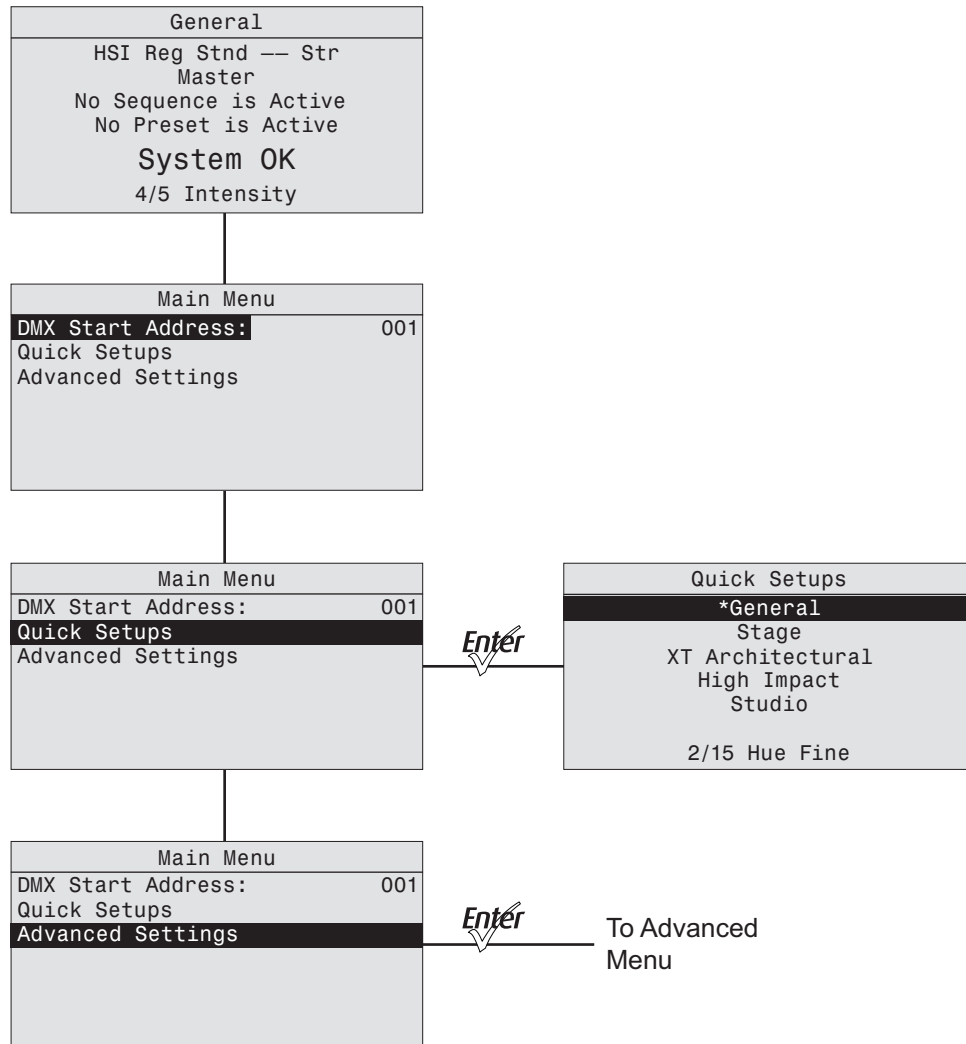 General
HSI Reg Stnd —— Str
Master
No Sequence is Active
No Preset is Active
System OK
4/5 Intensity
Main Menu
DMX Start Address: 001
Quick Setups
Advanced Settings
Main Menu
DMX Start Address: 001
Quick Setups
Advanced Settings
Enter
Quick Setups
*General
Stage
XT Architectural
High Impact
Studio
2/15 Hue Fine
Main Menu
DMX Start Address: 001
Quick Setups
Advanced Settings
Enter
To Advanced
Menu